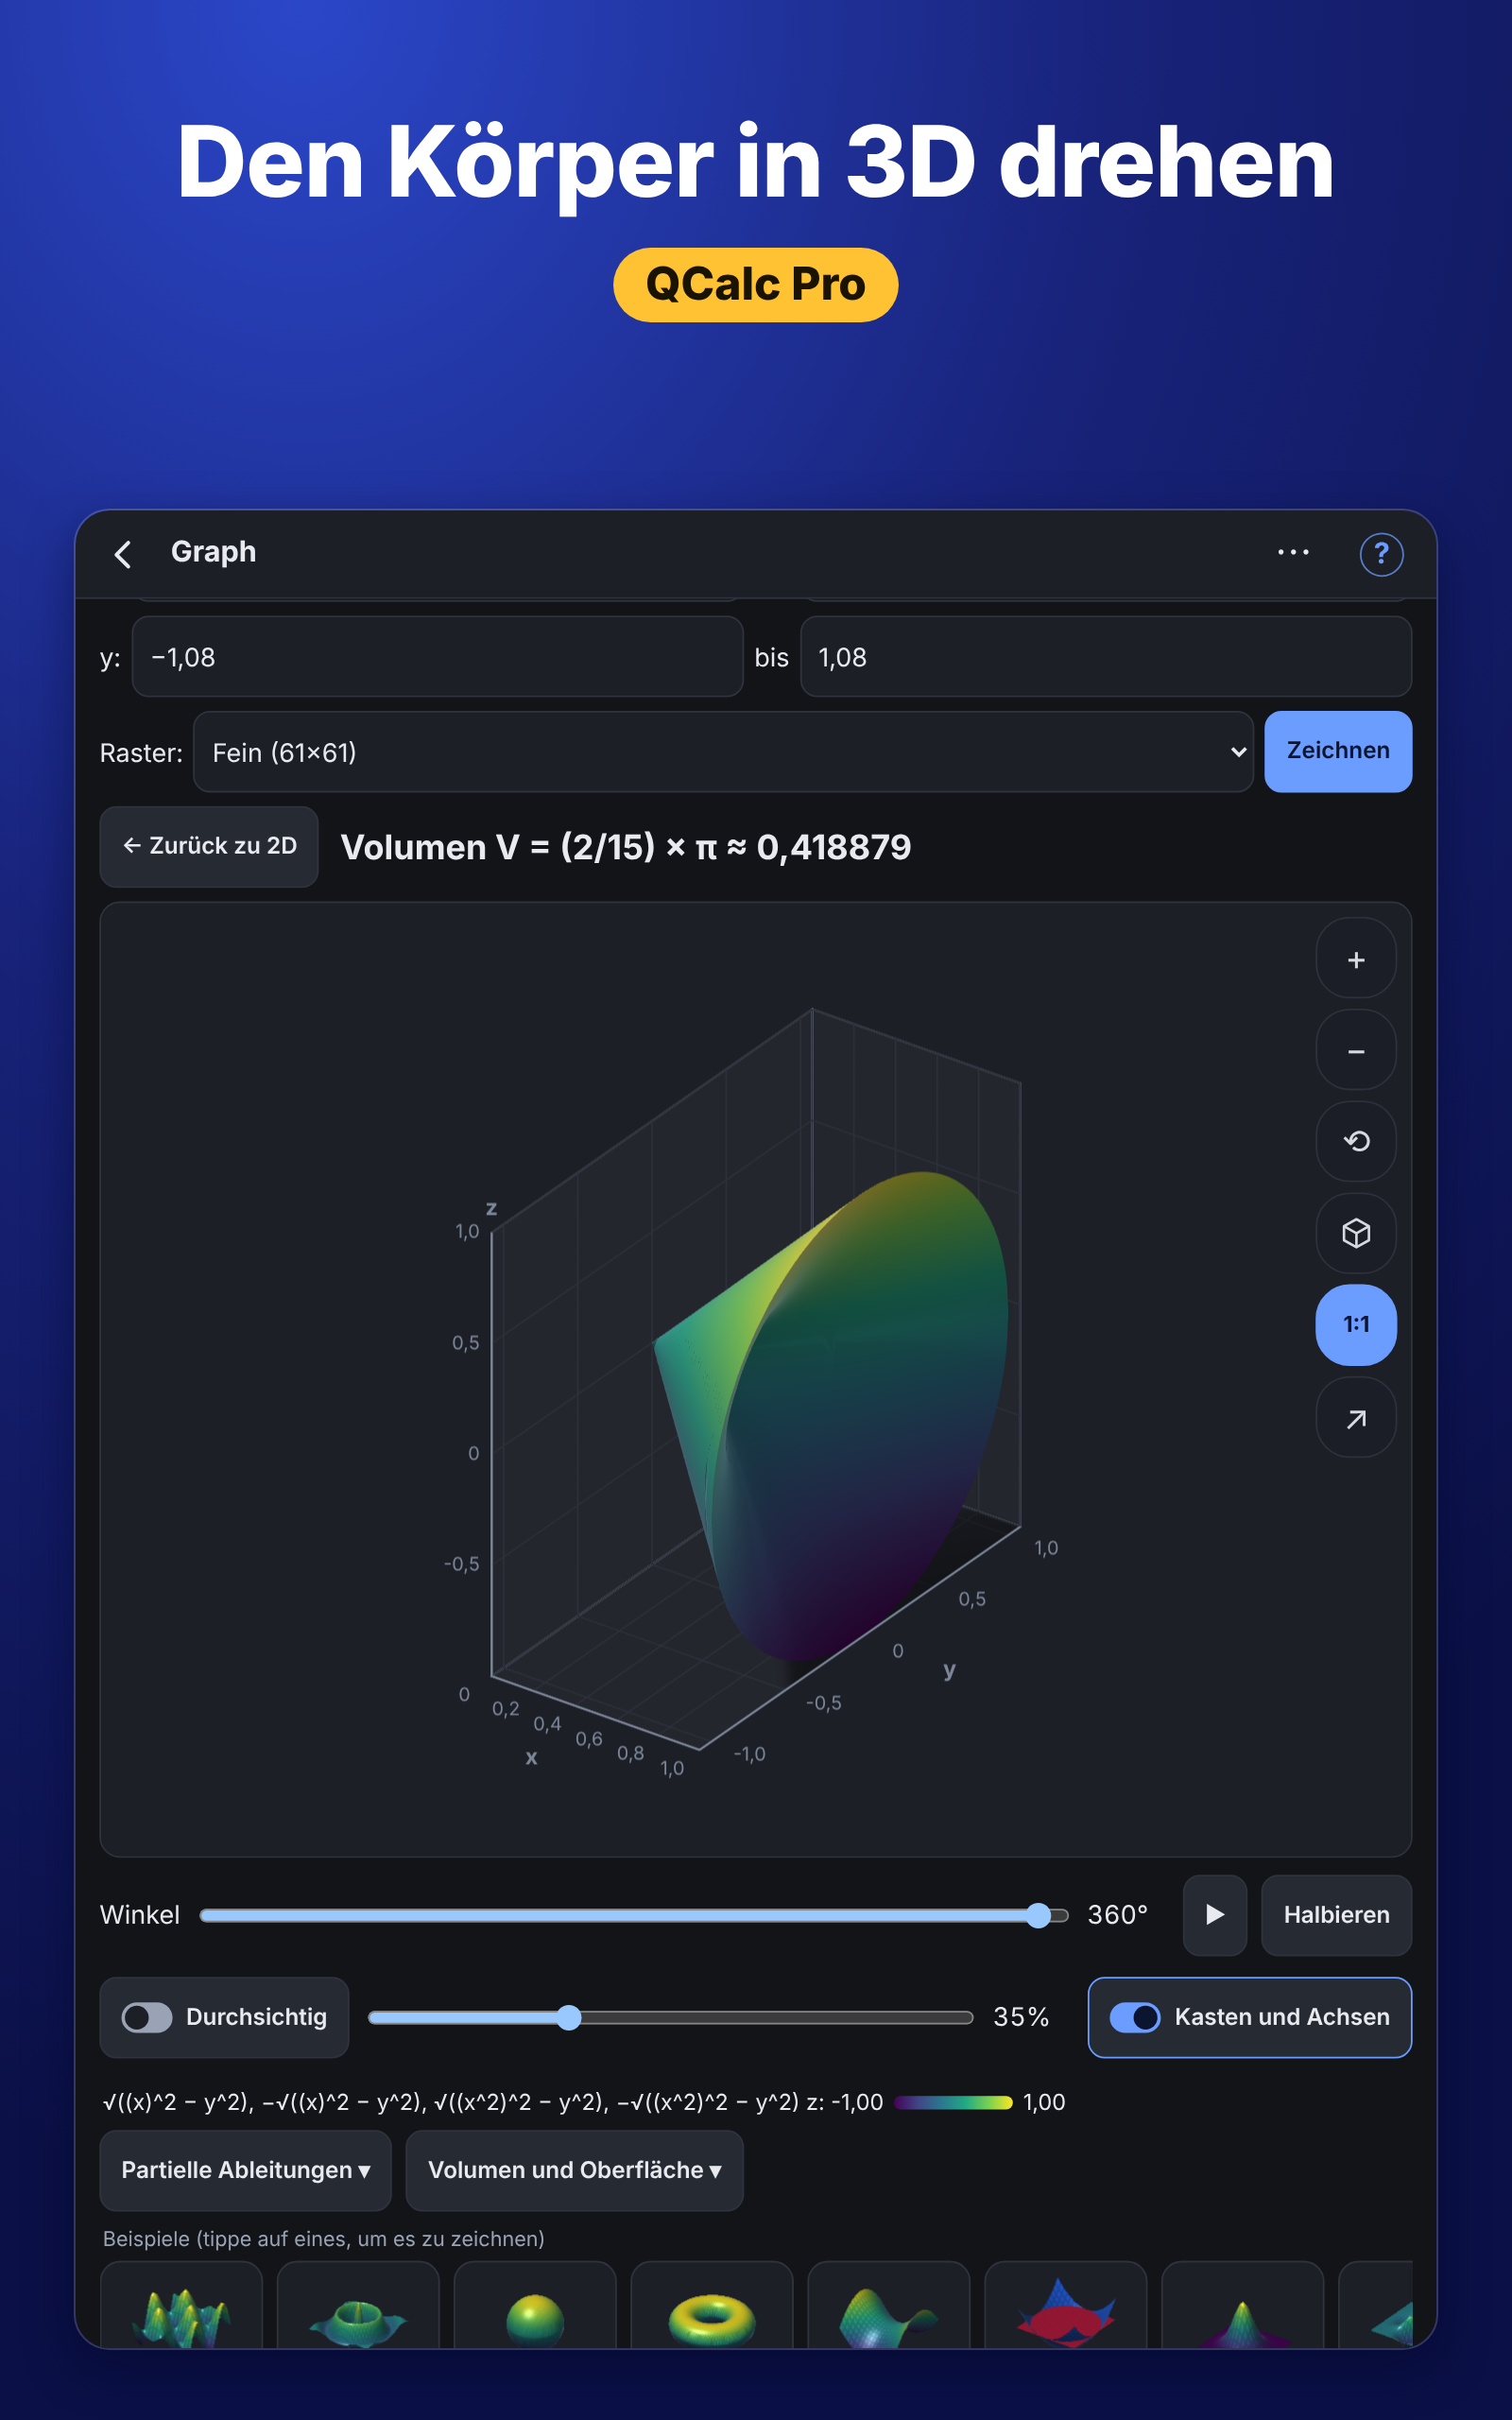 Den Körper in 3D drehen
QCalc Pro
Graph
?
y: −1,08 bis 1,08
Raster: Fein (61×61) Zeichnen
← Zurück zu 2D Volumen V = (2/15) × π ≈ 0,418879
+
−
1:1
z
1,0
0,5
0
-0,5
0
0,2
0,4
0,6
0,8
1,0
x
-1,0
-0,5
0
0,5
1,0
y
Winkel 360° Halbieren
Durchsichtig 35% Kasten und Achsen
√((x)^2 − y^2), −√((x)^2 − y^2), √((x^2)^2 − y^2), −√((x^2)^2 − y^2) z: -1,00 1,00
Partielle Ableitungen ▾ Volumen und Oberfläche ▾
Beispiele (tippe auf eines, um es zu zeichnen)